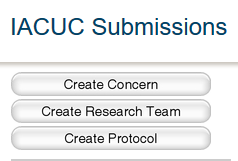 IACUC Submissions
Create Concern
Create Research Team
Create Protocol